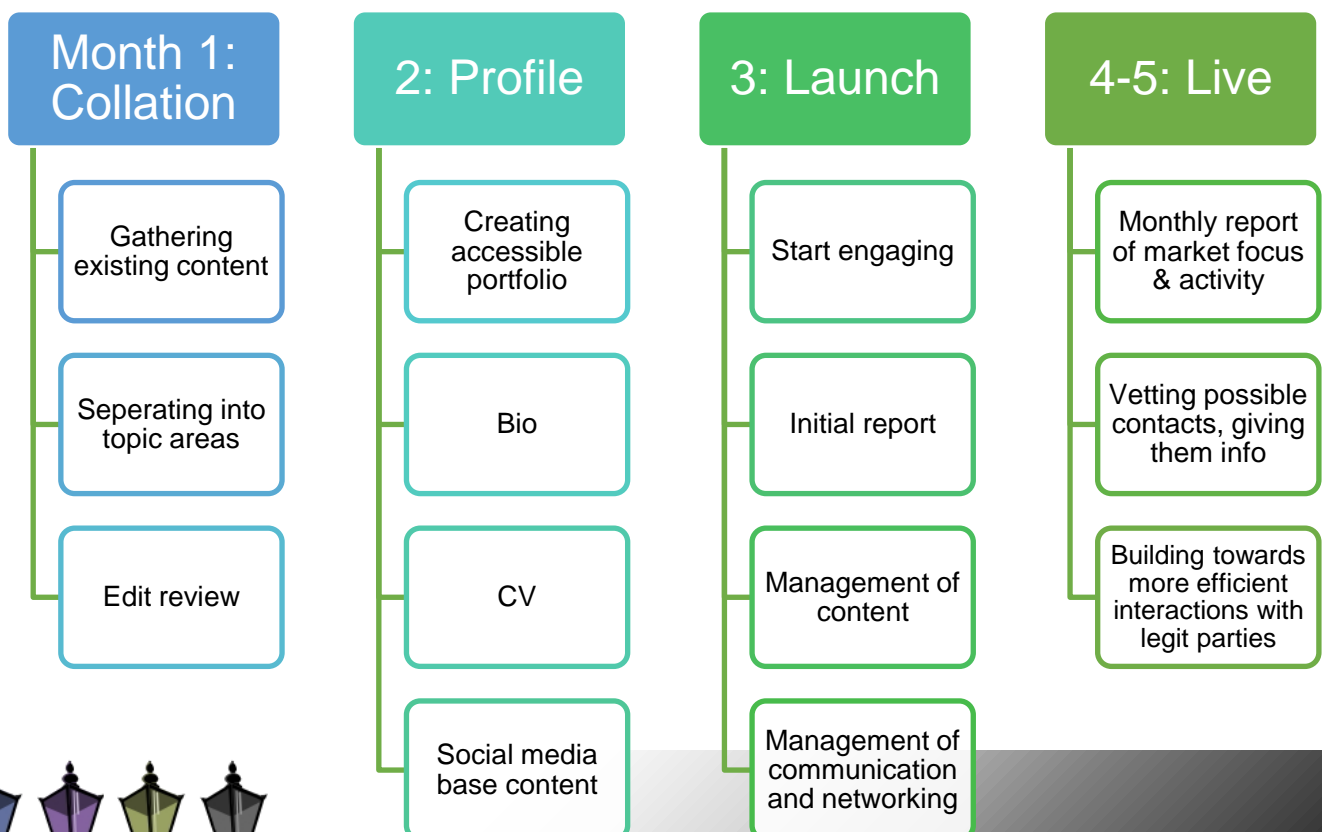 Month 1:
Collation
Gathering
existing content
Seperating into
topic areas
Edit review
2: Profile
Creating
accessible
portfolio
Bio
CV
Social media
base content
3: Launch
Start engaging
Initial report
Management of
content
Management of
communication
and networking
4-5: Live
Monthly report
of market focus
& activity
Vetting possible
contacts, giving
them info
Building towards
more efficient
interactions with
legit parties